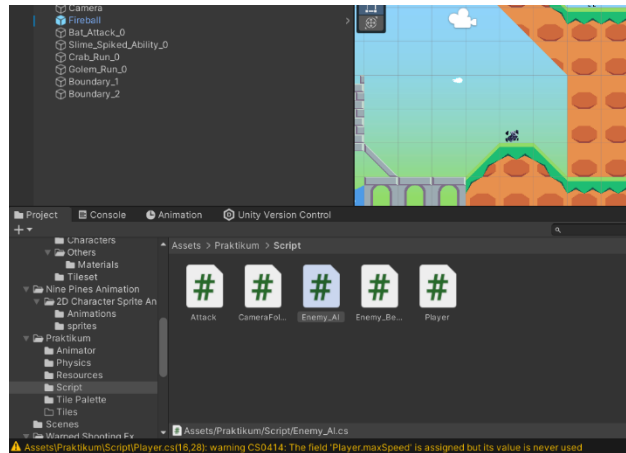 Camera
Fireball
Bat_Attack_0
Slime_Spiked_Ability_0
Crab_Run_0
Golem_Run_0
Boundary_1
Boundary_2
Project Console Animation Unity Version Control
Characters
Others
Materials
Tileset
Nine Pines Animation
2D Character Sprite An
Animations
sprites
Praktikum
Animator
Physics
Resources
Script
Tile Palette
Tiles
Scenes
Warped Shooting Fx
Assets > Praktikum > Script
Attack CameraFol... Enemy_AI Enemy_Be... Player
Assets/Praktikum/Script/Enemy_AI.cs
Assets\Praktikum\Script\Player.cs(16,28): warning CS0414: The field 'Player.maxSpeed' is assigned but its value is never used